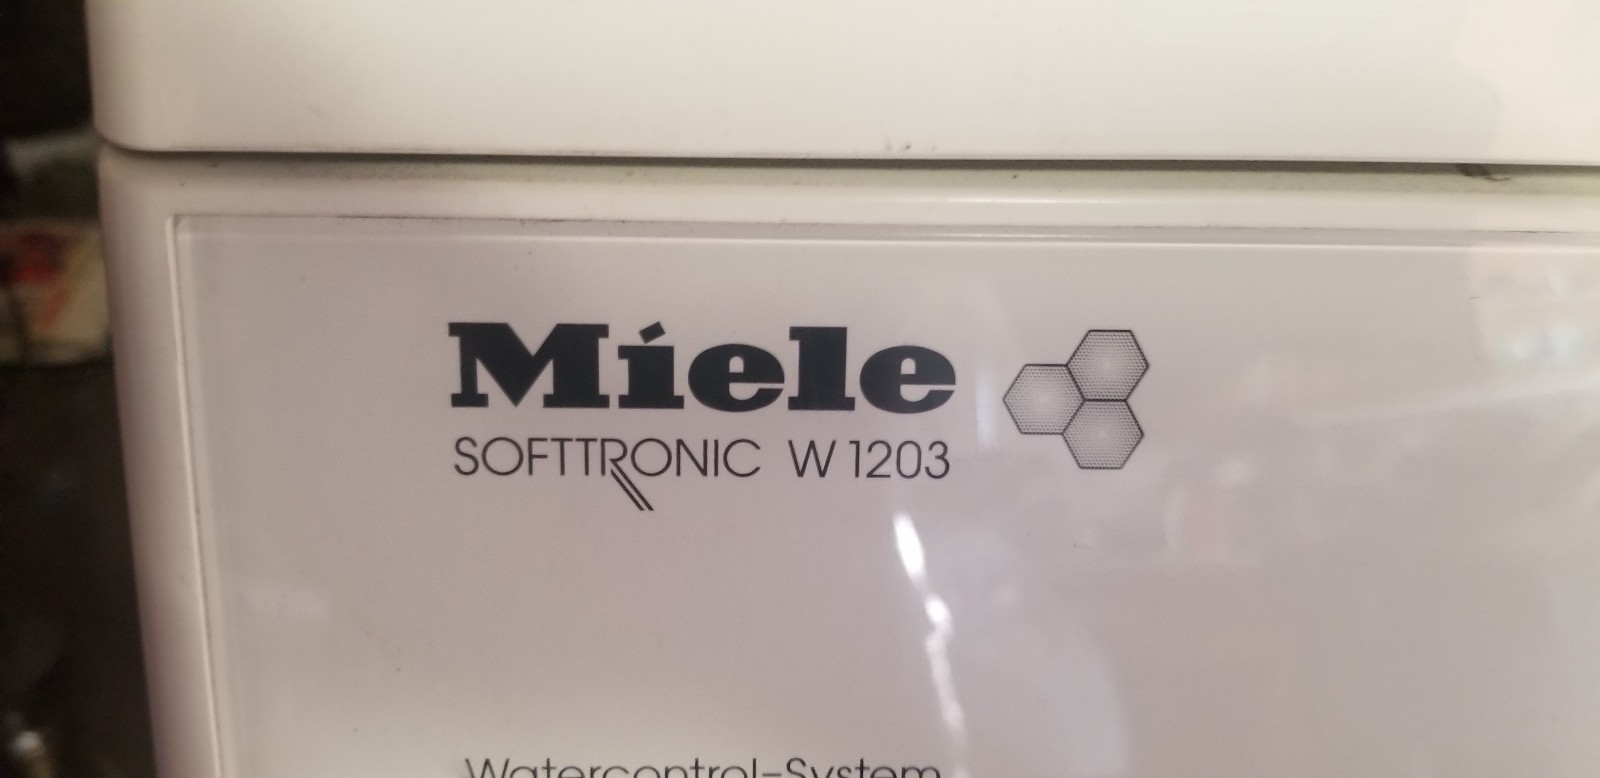 Miele
SOFTTRONIC W 1203
Watercontrol-System